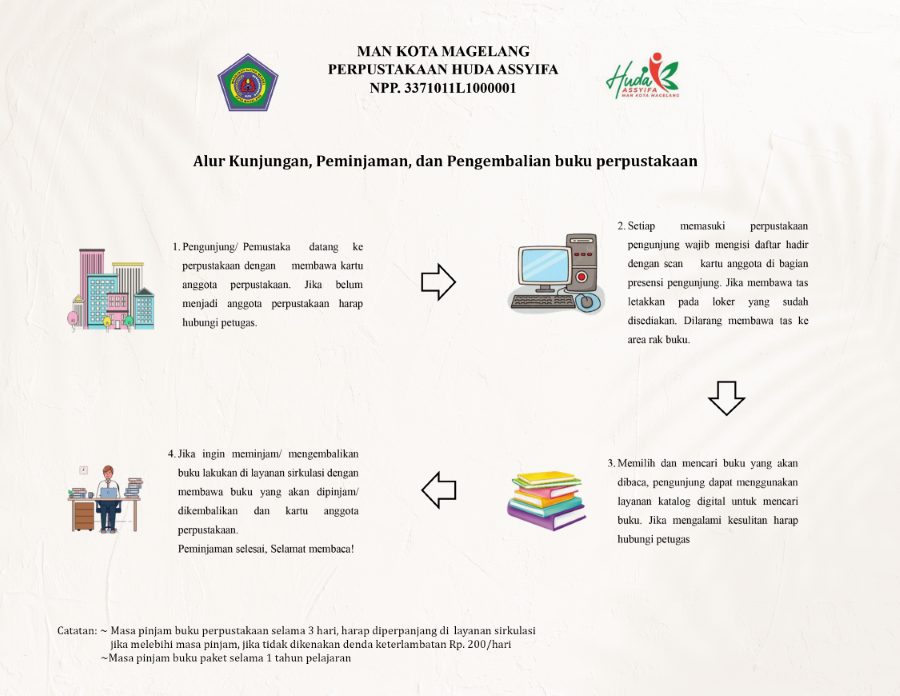 MAN KOTA MAGELANG
PERPUSTAKAAN HUDA ASSYIFA
NPP. 3371011L1000001
Huda
ASSYIFA
MAN KOTA MAGELANG
Alur Kunjungan, Peminjaman, dan Pengembalian buku perpustakaan
1. Pengunjung/ Pemustaka datang ke
perpustakaan dengan membawa kartu
anggota perpustakaan. Jika belum
menjadi anggota perpustakaan harap
hubungi petugas.
2. Setiap memasuki perpustakaan
pengunjung wajib mengisi daftar hadir
dengan scan kartu anggota di bagian
presensi pengunjung. Jika membawa tas
letakkan pada loker yang sudah
disediakan. Dilarang membawa tas ke
area rak buku.
3. Memilih dan mencari buku yang akan
dibaca, pengunjung dapat menggunakan
layanan katalog digital untuk mencari
buku. Jika mengalami kesulitan harap
hubungi petugas
4. Jika ingin meminjam/ mengembalikan
buku lakukan di layanan sirkulasi dengan
membawa buku yang akan dipinjam/
dikembalikan dan kartu anggota
perpustakaan.
Peminjaman selesai, Selamat membaca!
Catatan: ~ Masa pinjam buku perpustakaan selama 3 hari, harap diperpanjang di layanan sirkulasi
jika melebihi masa pinjam, jika tidak dikenakan denda keterlambatan Rp. 200/hari
~Masa pinjam buku paket selama 1 tahun pelajaran